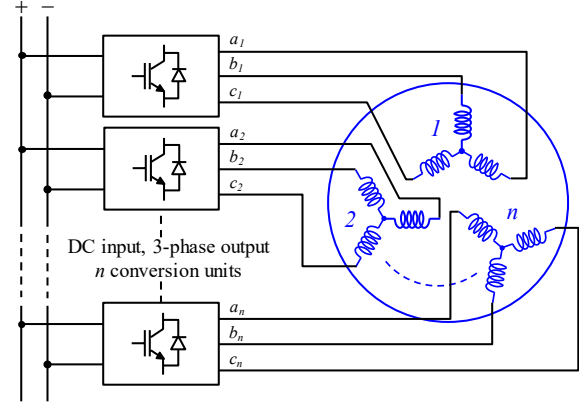 + −
a1
b1
c1
1
a2
b2
c2
2
n
DC input, 3-phase output
n conversion units
an
bn
cn